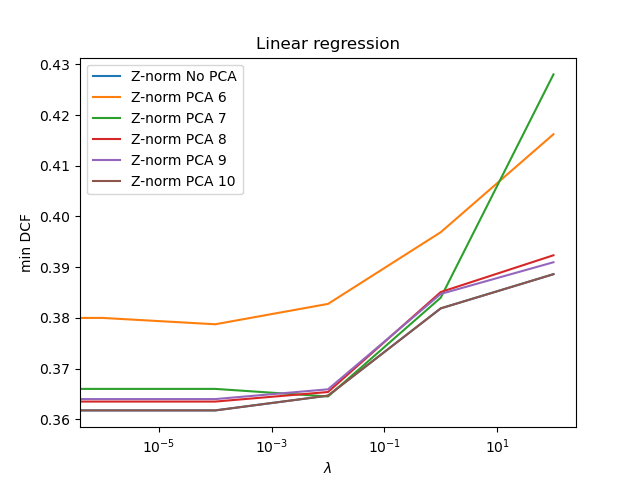 Linear regression
0.43
0.42
0.41
0.40
0.39
0.38
0.37
0.36
min DCF
Z-norm No PCA
Z-norm PCA 6
Z-norm PCA 7
Z-norm PCA 8
Z-norm PCA 9
Z-norm PCA 10
10⁻⁵
10⁻³
10⁻¹
10¹
λ